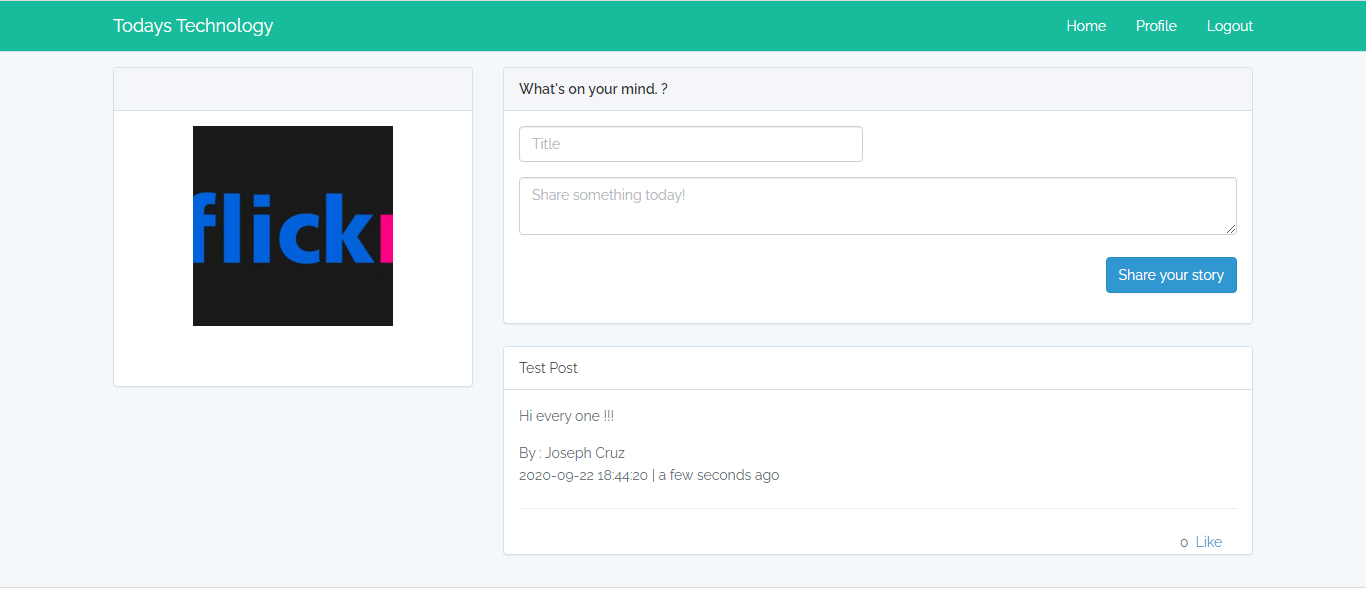 Todays Technology
Home Profile Logout
flickr
What's on your mind. ?
Title
Share something today!
Share your story
Test Post
Hi every one !!!
By : Joseph Cruz
2020-09-22 18:44:20 | a few seconds ago
0 Like